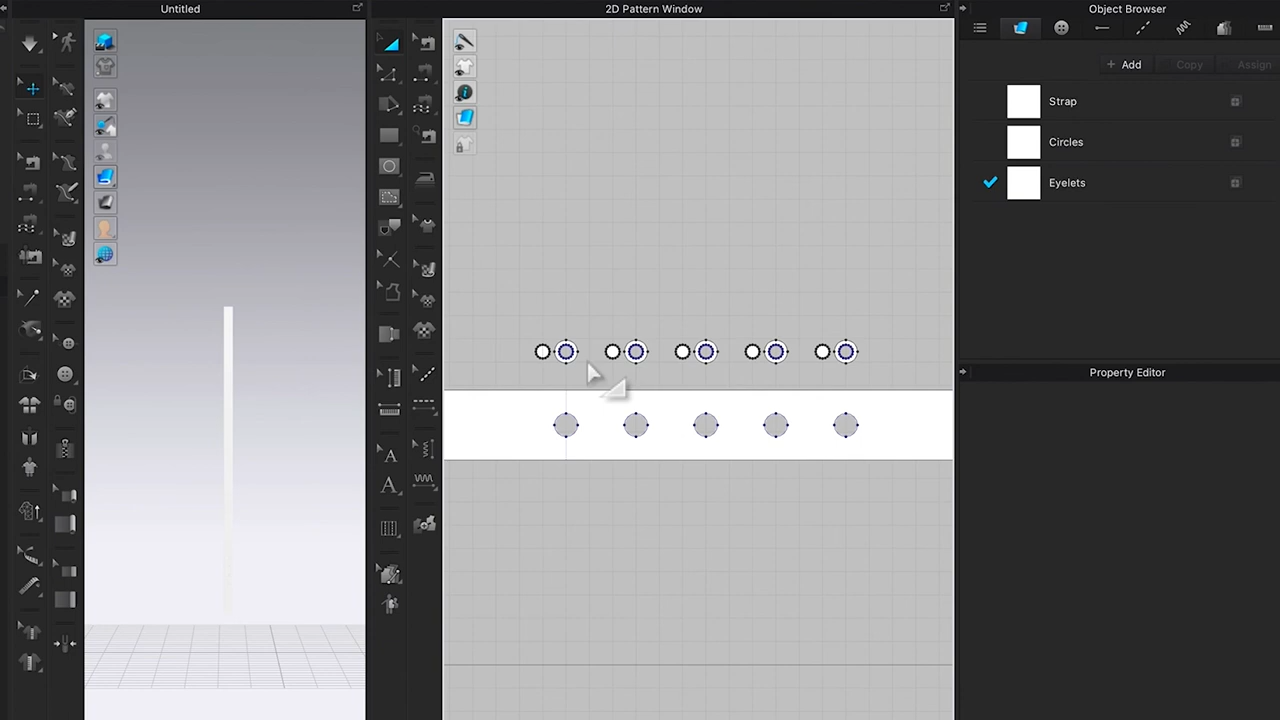 Untitled
2D Pattern Window
Object Browser
+ Add
Copy
Assign
Strap
Circles
Eyelets
Property Editor
A
A